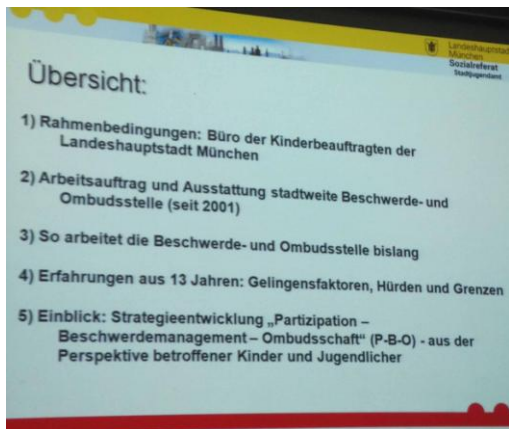 Landeshauptstadt
München
Sozialreferat
Stadtjugendamt
Übersicht:
1) Rahmenbedingungen: Büro der Kinderbeauftragten der
Landeshauptstadt München
2) Arbeitsauftrag und Ausstattung stadtweite Beschwerde- und
Ombudsstelle (seit 2001)
3) So arbeitet die Beschwerde- und Ombudsstelle bislang
4) Erfahrungen aus 13 Jahren: Gelingensfaktoren, Hürden und Grenzen
5) Einblick: Strategieentwicklung „Partizipation –
Beschwerdemanagement – Ombudsschaft“ (P-B-O) - aus der
Perspektive betroffener Kinder und Jugendlicher